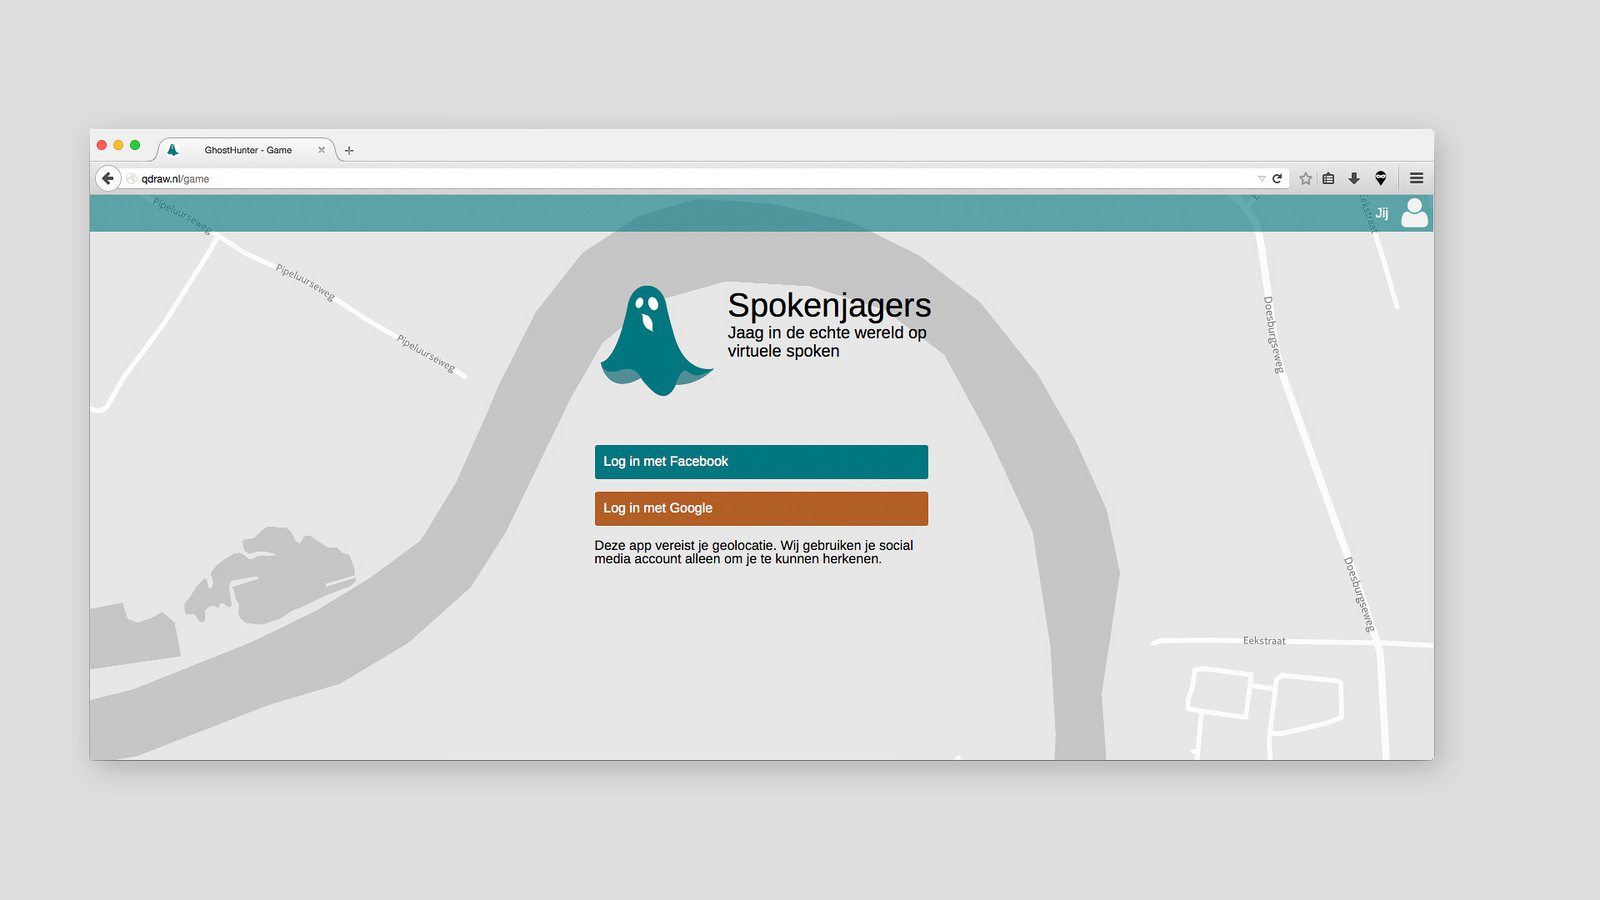 GhostHunter - Game
qdraw.nl/game
Jij
Pipeluurseweg
Pipeluurseweg
Pipeluurseweg
Eekstraat
Doesburgseweg
Spokenjagers
Jaag in de echte wereld op
virtuele spoken
Log in met Facebook
Log in met Google
Deze app vereist je geolocatie. Wij gebruiken je social
media account alleen om je te kunnen herkenen.
Doesburgseweg
Eekstraat